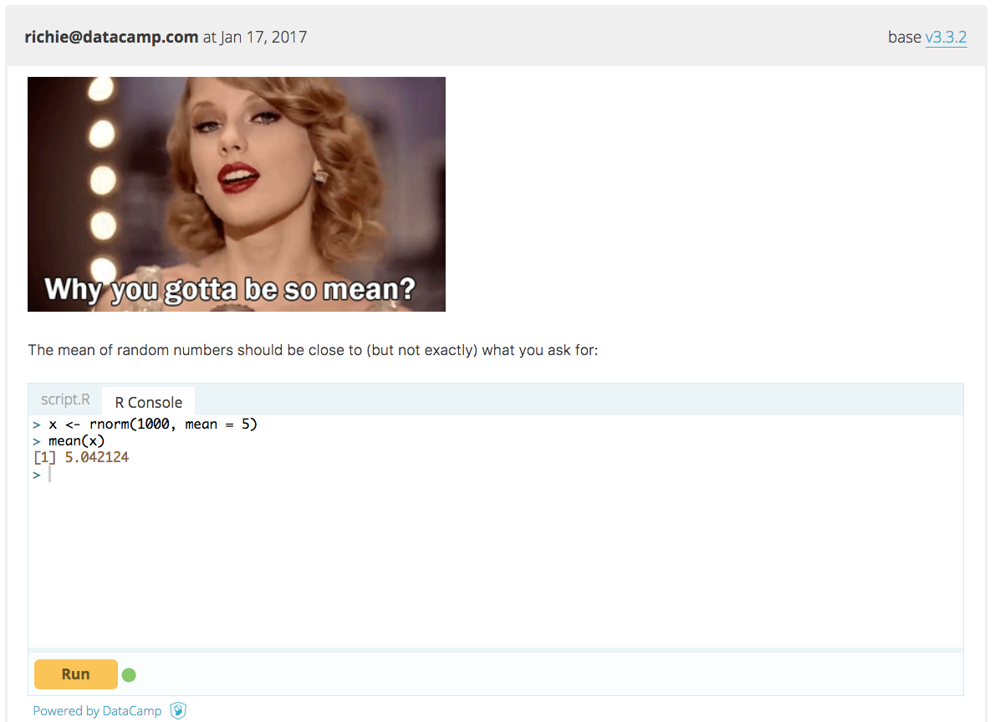 richie@datacamp.com at Jan 17, 2017
base v3.3.2
Why you gotta be so mean?
The mean of random numbers should be close to (but not exactly) what you ask for:
script.R
R Console
> x <- rnorm(1000, mean = 5)
> mean(x)
[1] 5.042124
>
Run
Powered by DataCamp